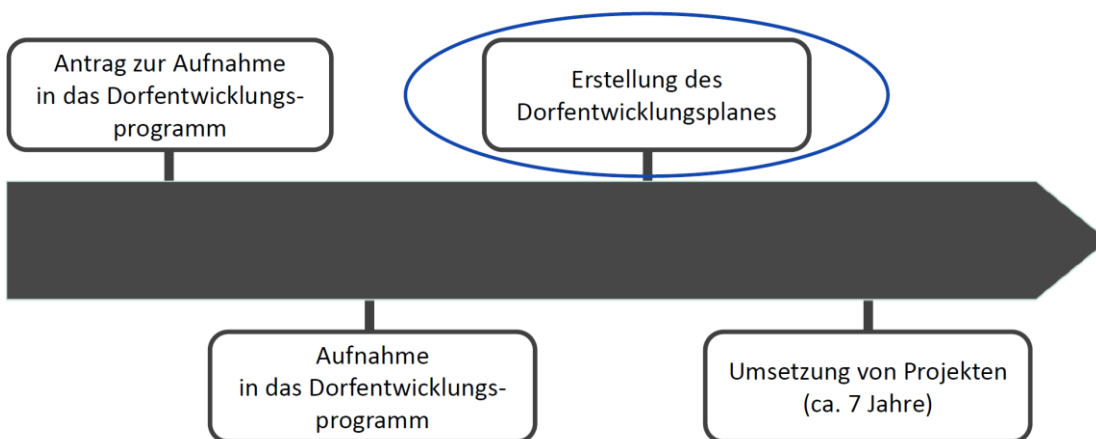 Antrag zur Aufnahme
in das Dorfentwicklungs-
programm
Erstellung des
Dorfentwicklungsplanes
Aufnahme
in das Dorfentwicklungs-
programm
Umsetzung von Projekten
(ca. 7 Jahre)